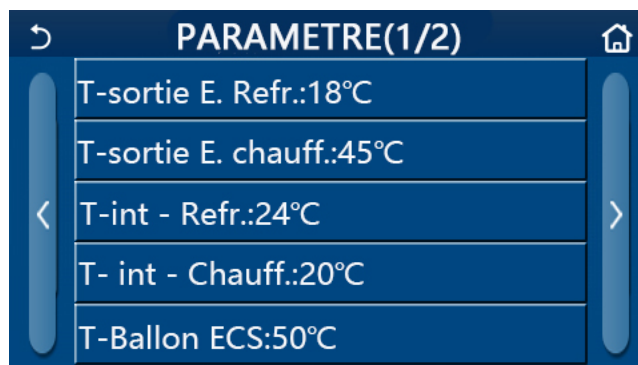 PARAMETRE(1/2)
T-sortie E. Refr.:18℃
T-sortie E. chauff.:45℃
T-int - Refr.:24℃
T- int - Chauff.:20℃
T-Ballon ECS:50℃